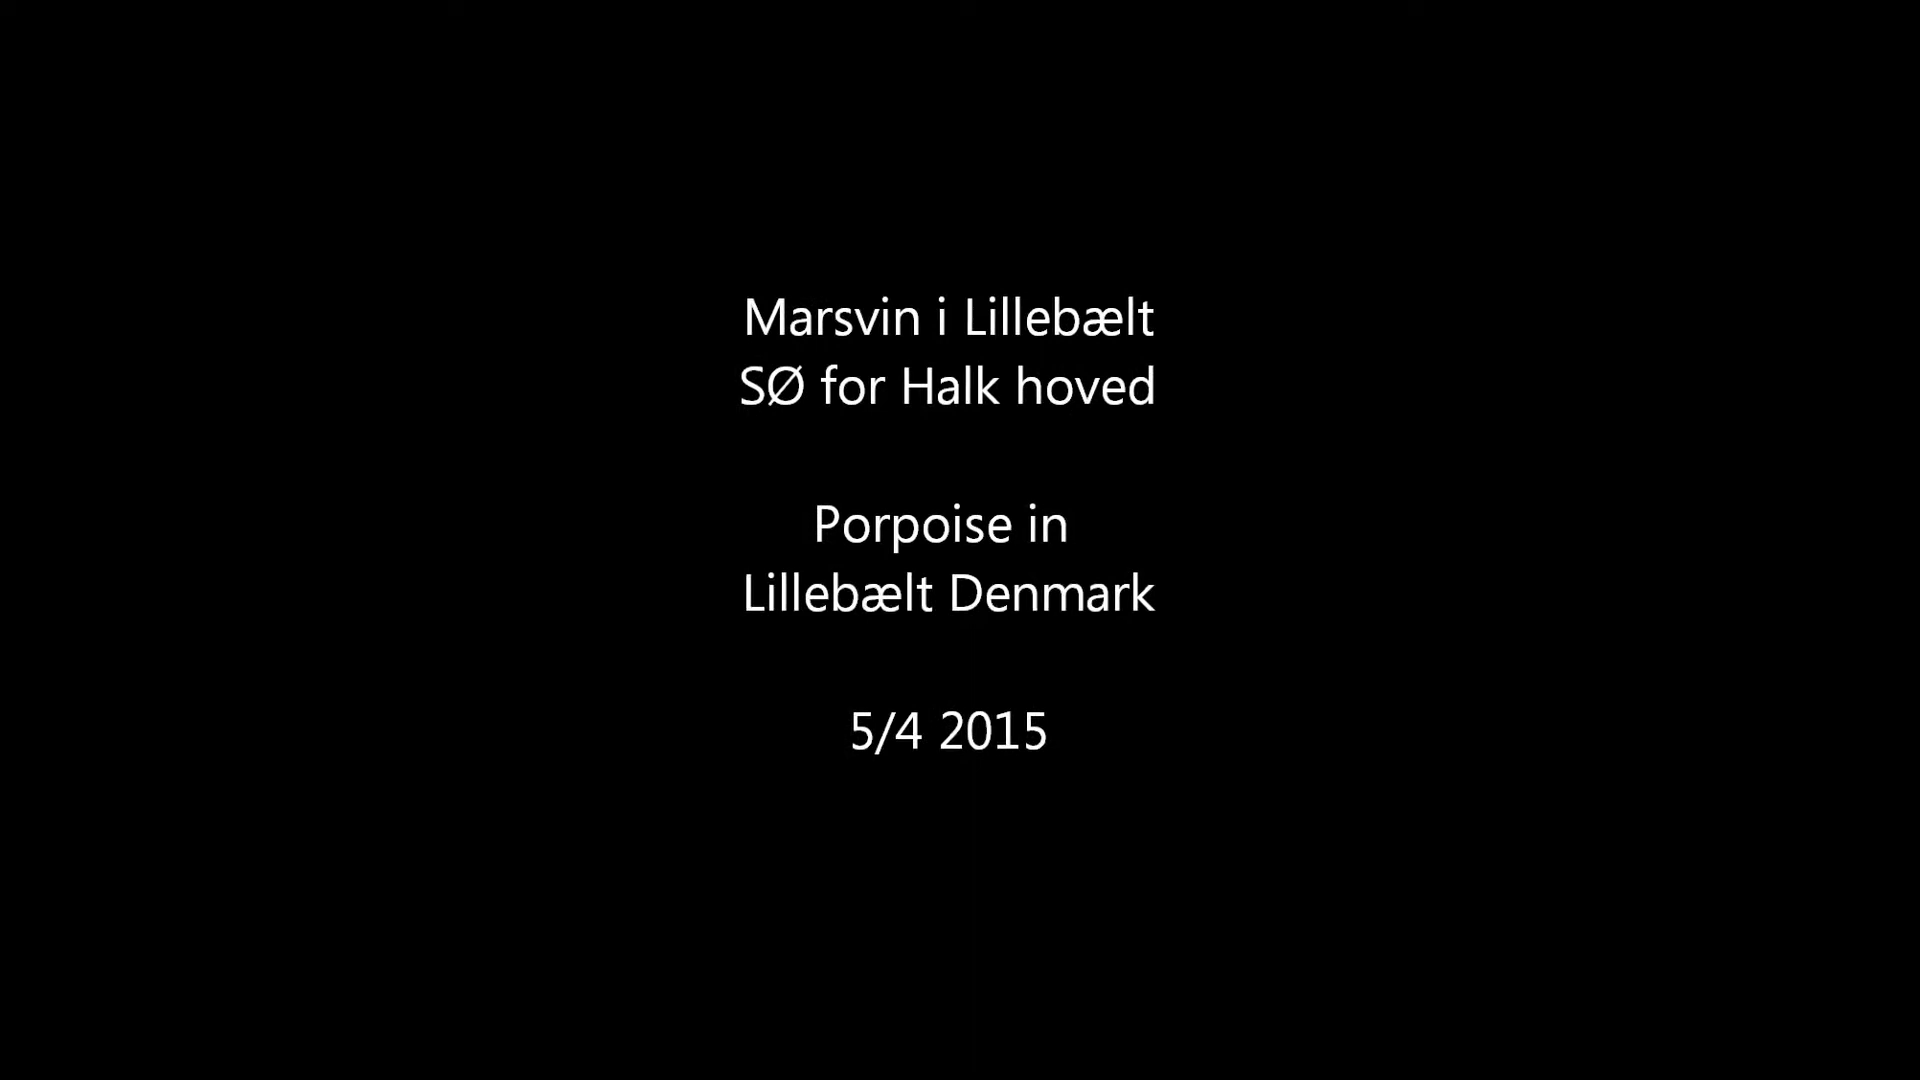 Marsvin i Lillebælt
SØ for Halk hoved
Porpoise in
Lillebælt Denmark
5/4 2015